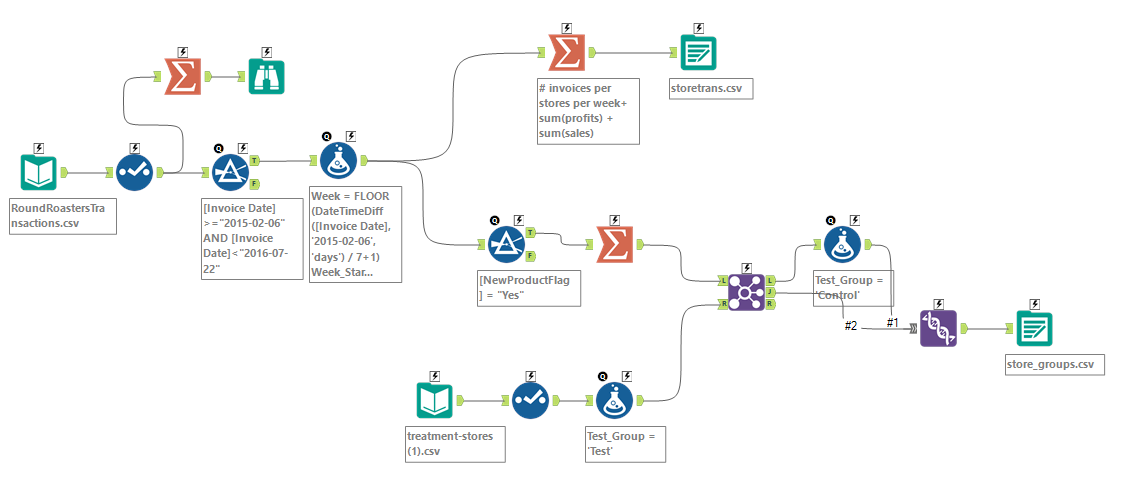 # invoices per
stores per week+
sum(profits) +
sum(sales)
storetrans.csv
RoundRoastersTra
nsactions.csv
Q
T
F
[Invoice Date]
>="2015-02-06"
AND [Invoice
Date]<"2016-07-
22"
Q
Week = FLOOR
(DateTimeDiff
([Invoice Date],
'2015-02-06',
'days') / 7+1)
Week_Star...
Q
T
F
[NewProductFlag
] = "Yes"
L
R
L
J
R
Q
Test_Group =
'Control'
#2
#1
store_groups.csv
treatment-stores
(1).csv
Q
Test_Group =
'Test'